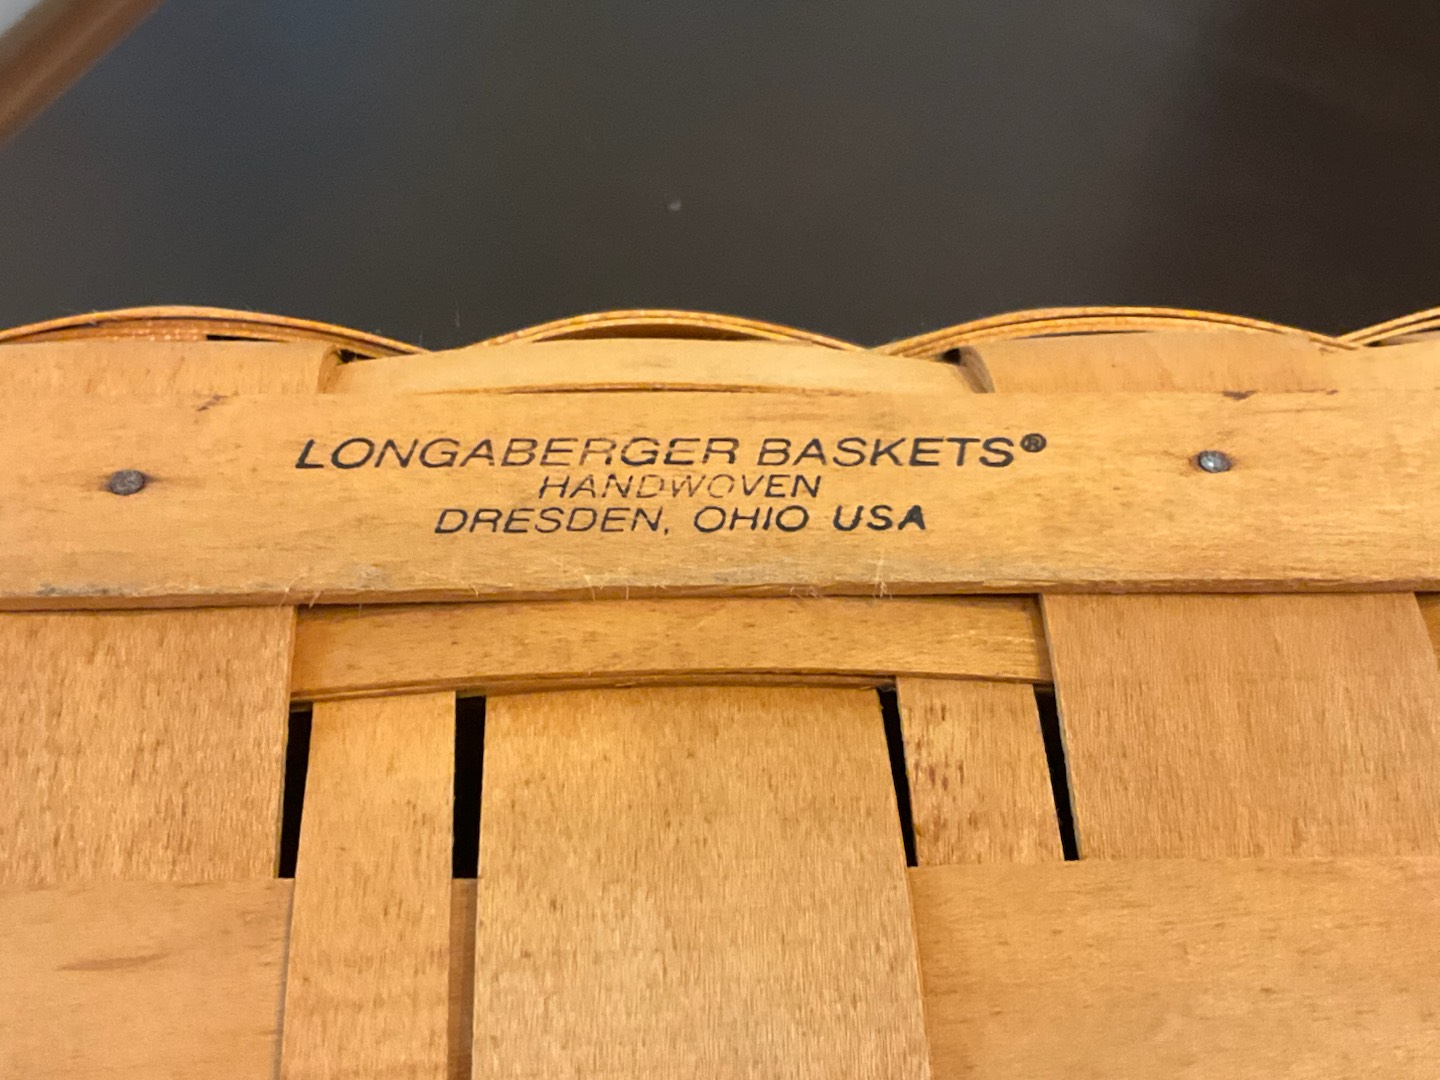 LONGABERGER BASKETS®
HANDWOVEN
DRESDEN, OHIO USA